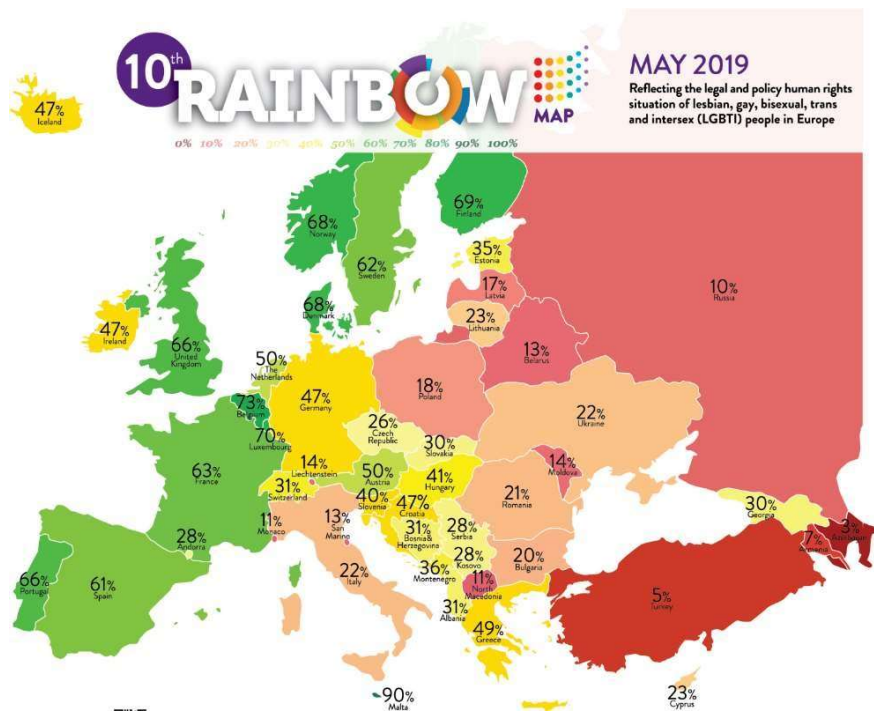 10th
RAINBOW
MAP
MAY 2019
Reflecting the legal and policy human rights
situation of lesbian, gay, bisexual, trans
and intersex (LGBTI) people in Europe
0% 10% 20% 30% 40% 50% 60% 70% 80% 90% 100%
47%
Iceland
68%
Norway
62%
Sweden
69%
Finland
35%
Estonia
17%
Latvia
23%
Lithuania
10%
Russia
13%
Belarus
68%
Denmark
47%
Ireland
66%
United
Kingdom
50%
The
Netherlands
73%
Belgium
70%
Luxembourg
47%
Germany
18%
Poland
26%
Czech
Republic
30%
Slovakia
22%
Ukraine
14%
Moldova
63%
France
14%
Liechtenstein
31%
Switzerland
50%
Austria
41%
Hungary
40%
Slovenia
47%
Croatia
21%
Romania
31%
Bosnia&
Herzegovina
28%
Serbia
28%
Kosovo
20%
Bulgaria
30%
Georgia
7%
Armenia
3%
Azerbaijan
11%
Monaco
13%
San
Marino
28%
Andorra
66%
Portugal
61%
Spain
22%
Italy
36%
Montenegro
11%
North
Macedonia
31%
Albania
49%
Greece
5%
Turkey
90%
Malta
23%
Cyprus